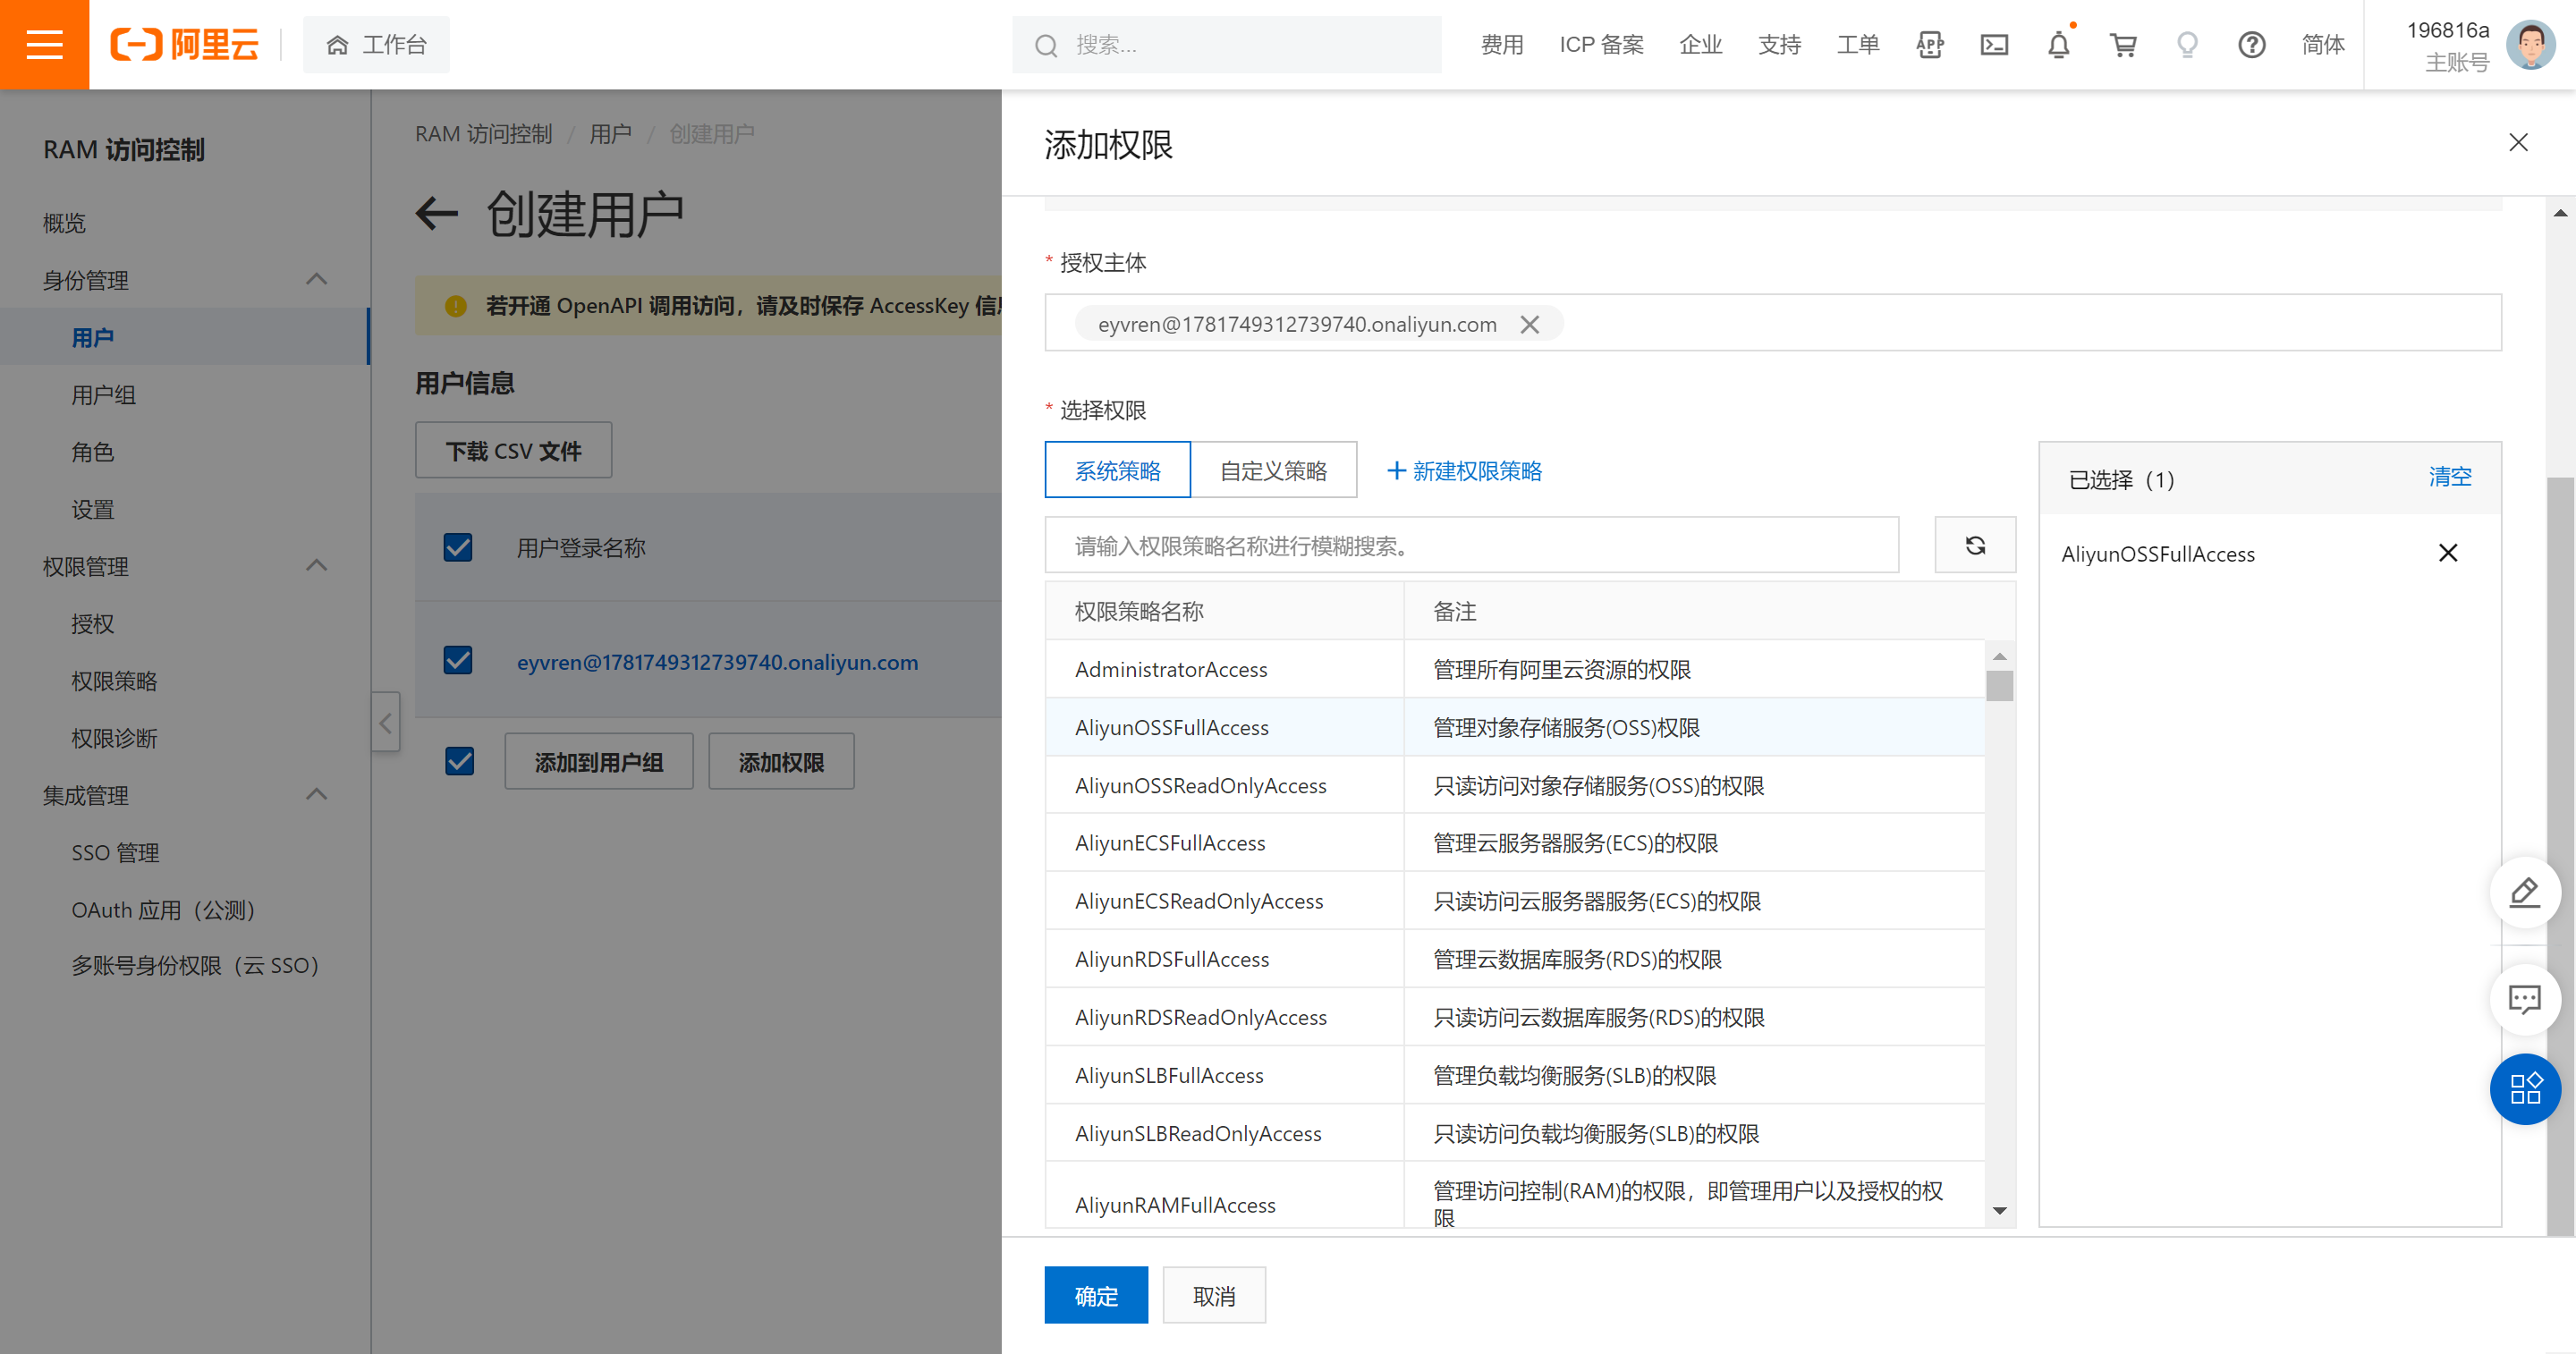 阿里云
工作台
搜索...
费用
ICP 备案
企业
支持
工单
APP
简体
196816a
主账号
RAM 访问控制
概览
身份管理
用户
用户组
角色
设置
权限管理
授权
权限策略
权限诊断
集成管理
SSO 管理
OAuth 应用（公测）
多账号身份权限（云 SSO）
RAM 访问控制 / 用户 / 创建用户
创建用户
若开通 OpenAPI 调用访问，请及时保存 AccessKey 信
用户信息
下载 CSV 文件
用户登录名称
eyvren@1781749312739740.onaliyun.com
添加到用户组
添加权限
添加权限
* 授权主体
eyvren@1781749312739740.onaliyun.com
* 选择权限
系统策略
自定义策略
+ 新建权限策略
请输入权限策略名称进行模糊搜索。
权限策略名称 备注
AdministratorAccess 管理所有阿里云资源的权限
AliyunOSSFullAccess 管理对象存储服务(OSS)权限
AliyunOSSReadOnlyAccess 只读访问对象存储服务(OSS)的权限
AliyunECSFullAccess 管理云服务器服务(ECS)的权限
AliyunECSReadOnlyAccess 只读访问云服务器服务(ECS)的权限
AliyunRDSFullAccess 管理云数据库服务(RDS)的权限
AliyunRDSReadOnlyAccess 只读访问云数据库服务(RDS)的权限
AliyunSLBFullAccess 管理负载均衡服务(SLB)的权限
AliyunSLBReadOnlyAccess 只读访问负载均衡服务(SLB)的权限
AliyunRAMFullAccess 管理访问控制(RAM)的权限，即管理用户以及授权的权
限
已选择（1）
清空
AliyunOSSFullAccess
确定
取消